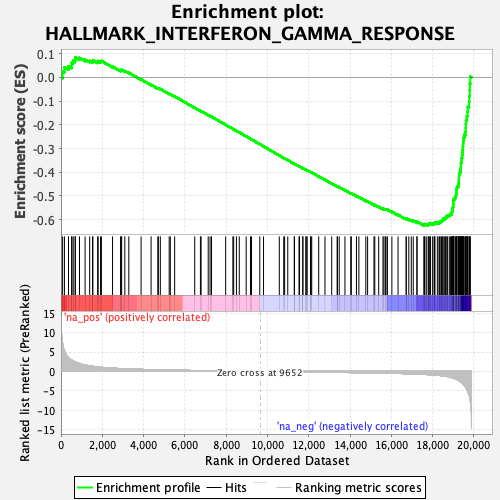 Enrichment plot:
HALLMARK_INTERFERON_GAMMA_RESPONSE
Enrichment score (ES)
0.1
0.0
-0.1
-0.2
-0.3
-0.4
-0.5
-0.6
Ranked list metric (PreRanked)
15
10
5
0
-5
-10
-15
'na_pos' (positively correlated)
Zero cross at 9652
'na_neg' (negatively correlated)
0
2,000
4,000
6,000
8,000
10,000
12,000
14,000
16,000
18,000
20,000
Rank in Ordered Dataset
Enrichment profile
Hits
Ranking metric scores